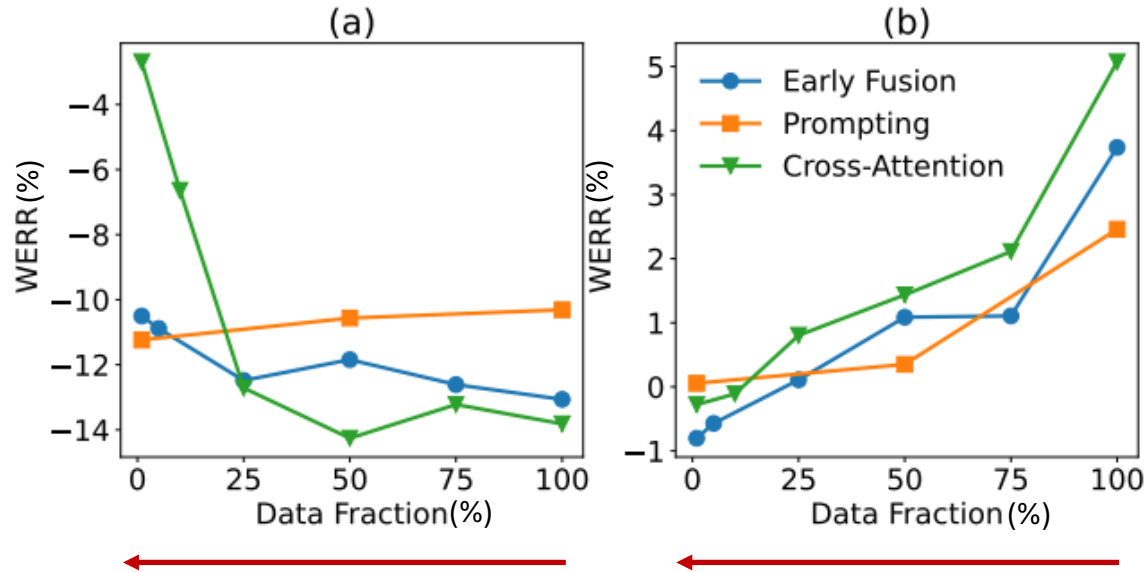 (a)
WERR(%)
−4
−6
−8
−10
−12
−14
0 25 50 75 100
Data Fraction(%)
(b)
WERR(%)
5
4
3
2
1
0
−1
Early Fusion
Prompting
Cross-Attention
0 25 50 75 100
Data Fraction(%)